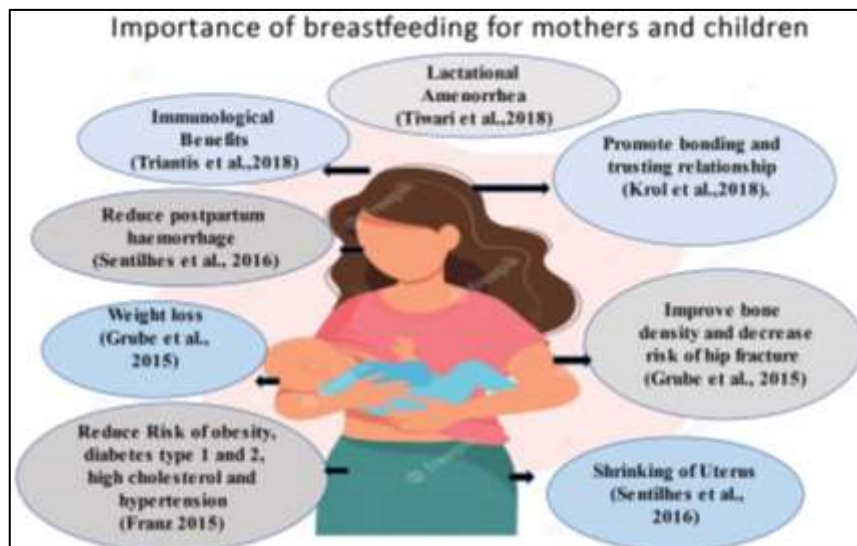 Importance of breastfeeding for mothers and children
Lactational
Amenorrhea
(Tiwari et al.,2018)
Immunological
Benefits
(Triantis et al.,2018)
Promote bonding and
trusting relationship
(Krol et al.,2018).
Reduce postpartum
haemorrhage
(Sentilhes et al., 2016)
Weight loss
(Grube et al.,
2015)
Improve bone
density and decrease
risk of hip fracture
(Grube et al., 2015)
Reduce Risk of obesity,
diabetes type 1 and 2,
high cholesterol and
hypertension
(Franz 2015)
Shrinking of Uterus
(Sentilhes et al.,
2016)